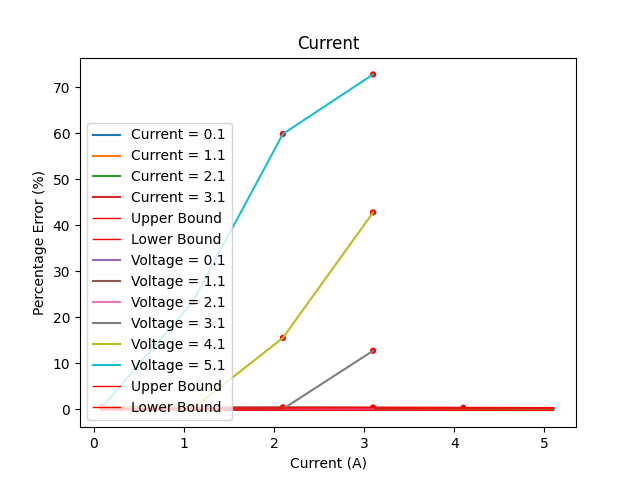 Current
Percentage Error (%)
70
60
50
40
30
20
10
0
Current = 0.1
Current = 1.1
Current = 2.1
Current = 3.1
Upper Bound
Lower Bound
Voltage = 0.1
Voltage = 1.1
Voltage = 2.1
Voltage = 3.1
Voltage = 4.1
Voltage = 5.1
Upper Bound
Lower Bound
0 1 2 3 4 5
Current (A)